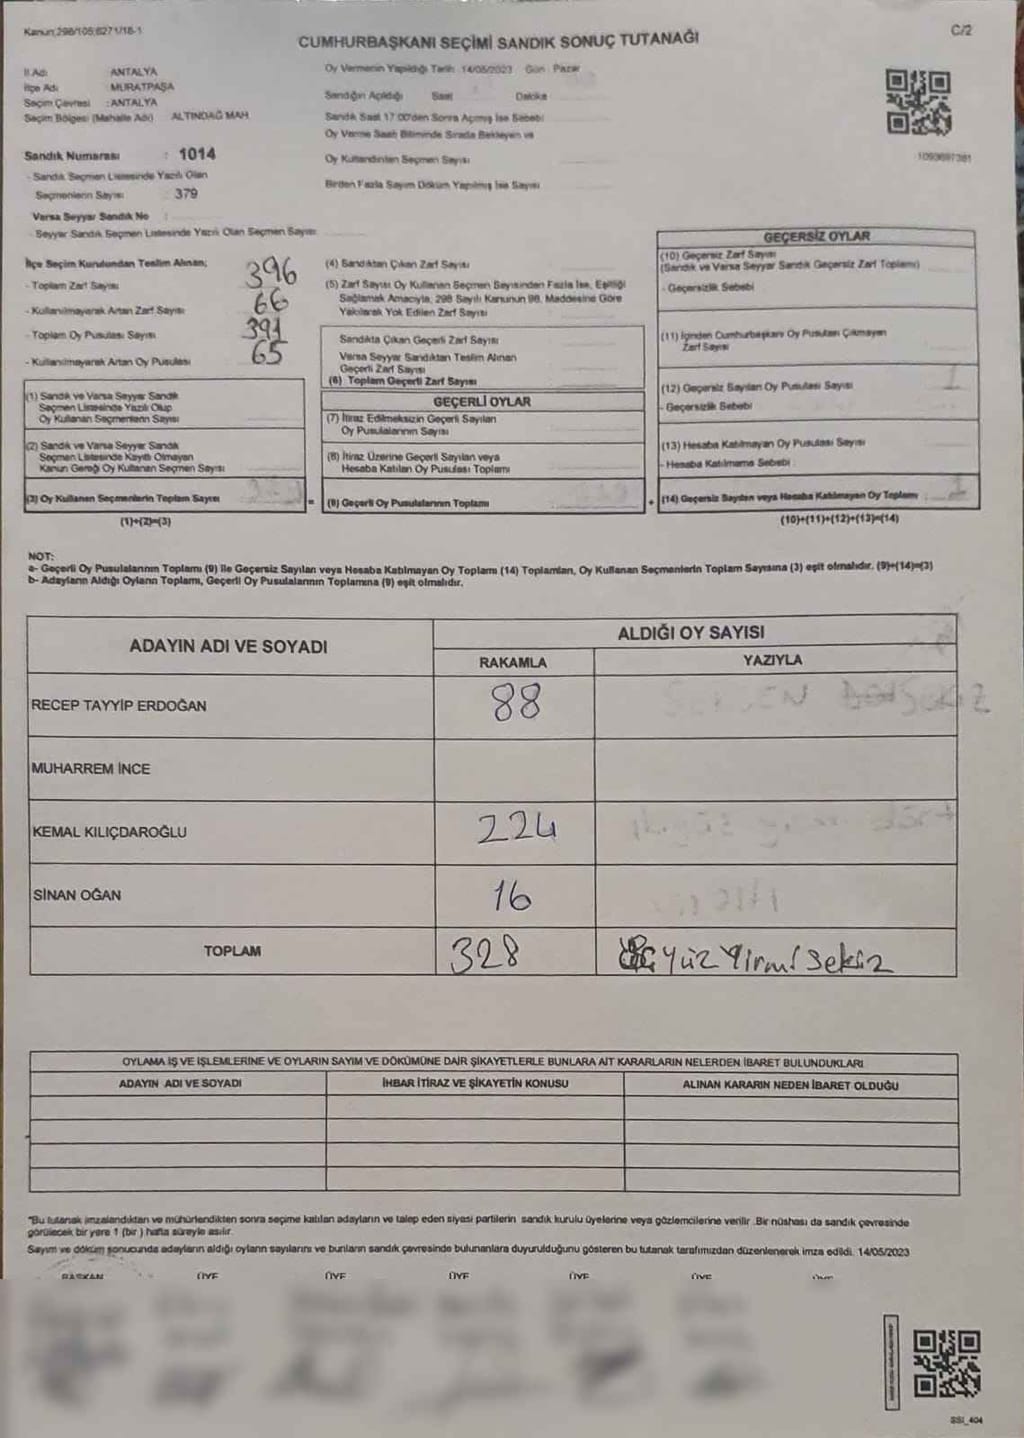 Kanun:298/105;6271/18-1
C/2
CUMHURBAŞKANI SEÇİMİ SANDIK SONUÇ TUTANAĞI
İl Adı : ANTALYA
İlçe Adı : MURATPAŞA
Seçim Çevresi : ANTALYA
Seçim Bölgesi (Mahalle Adı) ALTINDAĞ MAH.
Sandık Numarası : 1014
- Sandık Seçmen Listesinde Yazılı Olan
Seçmenlerin Sayısı : 379
Varsa Seyyar Sandık No :
- Seyyar Sandık Seçmen Listesinde Yazılı Olan Seçmen Sayısı:
Oy Vermenin Yapıldığı Tarih :14/05/2023 Gün : Pazar
Sandığın Açıldığı Saat Dakika
Sandık Saat 17:00'den Sonra Açılmış İse Sebebi
Oy Verme Saati Bitiminde Sırada Bekleyen ve
Oy Kullandırılan Seçmen Sayısı
Birden Fazla Sayım Döküm Yapılmış İse Sayısı
1093697381
İlçe Seçim Kurulundan Teslim Alınan;
- Toplam Zarf Sayısı 396
- Kullanılmayarak Artan Zarf Sayısı 66
- Toplam Oy Pusulası Sayısı 391
- Kullanılmayarak Artan Oy Pusulası 65
(4) Sandıktan Çıkan Zarf Sayısı
(5) Zarf Sayısı Oy Kullanan Seçmen Sayısından Fazla İse, Eşitliği
Sağlamak Amacıyla, 298 Sayılı Kanunun 98. Maddesine Göre
Yakılarak Yok Edilen Zarf Sayısı
Sandıkta Çıkan Geçerli Zarf Sayısı
Varsa Seyyar Sandıktan Teslim Alınan
Geçerli Zarf Sayısı
(6) Toplam Geçerli Zarf Sayısı
GEÇERLİ OYLAR
(7) İtiraz Edilmeksizin Geçerli Sayılan
Oy Pusulalarının Sayısı
(8) İtiraz Üzerine Geçerli Sayılan veya
Hesaba Katılan Oy Pusulası Toplamı
(9) Geçerli Oy Pusulalarının Toplamı
GEÇERSİZ OYLAR
(10) Geçersiz Zarf Sayısı
(Sandık ve Varsa Seyyar Sandık Geçersiz Zarf Toplamı)
- Geçersizlik Sebebi
(11) İçinden Cumhurbaşkanı Oy Pusulası Çıkmayan
Zarf Sayısı
(12) Geçersiz Sayılan Oy Pusulası Sayısı 1
- Geçersizlik Sebebi
(13) Hesaba Katılmayan Oy Pusulası Sayısı
- Hesaba Katılmama Sebebi :
(14) Geçersiz Sayılan veya Hesaba Katılmayan Oy Toplamı 1
(10)+(11)+(12)+(13)=(14)
(1) Sandık ve Varsa Seyyar Sandık
Seçmen Listesinde Yazılı Olup
Oy Kullanan Seçmenlerin Sayısı
(2) Sandık ve Varsa Seyyar Sandık
Seçmen Listesinde Kayıtlı Olmayan
Kanun Gereği Oy Kullanan Seçmen Sayısı
(3) Oy Kullanan Seçmenlerin Toplam Sayısı
(1)+(2)=(3)
NOT:
a- Geçerli Oy Pusulalarının Toplamı (9) ile Geçersiz Sayılan veya Hesaba Katılmayan Oy Toplamı (14) Toplamları, Oy Kullanan Seçmenlerin Toplam Sayısına (3) eşit olmalıdır. (9)+(14)=(3)
b- Adayların Aldığı Oyların Toplamı, Geçerli Oy Pusulalarının Toplamına (9) eşit olmalıdır.
ADAYIN ADI VE SOYADI
ALDIĞI OY SAYISI
RAKAMLA YAZIYLA
RECEP TAYYİP ERDOĞAN 88
MUHARREM İNCE
KEMAL KILIÇDAROĞLU 224
SİNAN OĞAN 16
TOPLAM 328 Üçyüz Yirmi sekiz
OYLAMA İŞ VE İŞLEMLERİNE VE OYLARIN SAYIM VE DÖKÜMÜNE DAİR ŞİKAYETLERLE BUNLARA AİT KARARLARIN NELERDEN İBARET BULUNDUKLARI
ADAYIN ADI VE SOYADI İHBAR İTİRAZ VE ŞİKAYETİN KONUSU ALINAN KARARIN NEDEN İBARET OLDUĞU
"Bu tutanak imzalandıktan ve mühürlendikten sonra seçime katılan adayların ve talep eden siyasi partilerin sandık kurulu üyelerine veya gözlemcilerine verilir .Bir nüshası da sandık çevresinde
görülecek bir yere 1 (bir ) hafta süreyle asılır.
Sayım ve döküm sonucunda adayların aldığı oyların sayılarını ve bunların sandık çevresinde bulunanlara duyurulduğunu gösteren bu tutanak tarafımızdan düzenlenerek imza edildi. 14/05/2023
BAŞKAN ÜYE ÜYE ÜYE ÜYE ÜYE
SSI_404